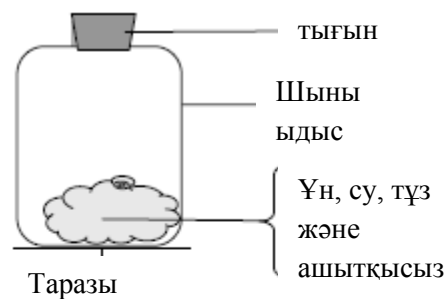 тығын
Шыны
ыдыс
Ұн, су, тұз
және
ашытқысыз
Таразы